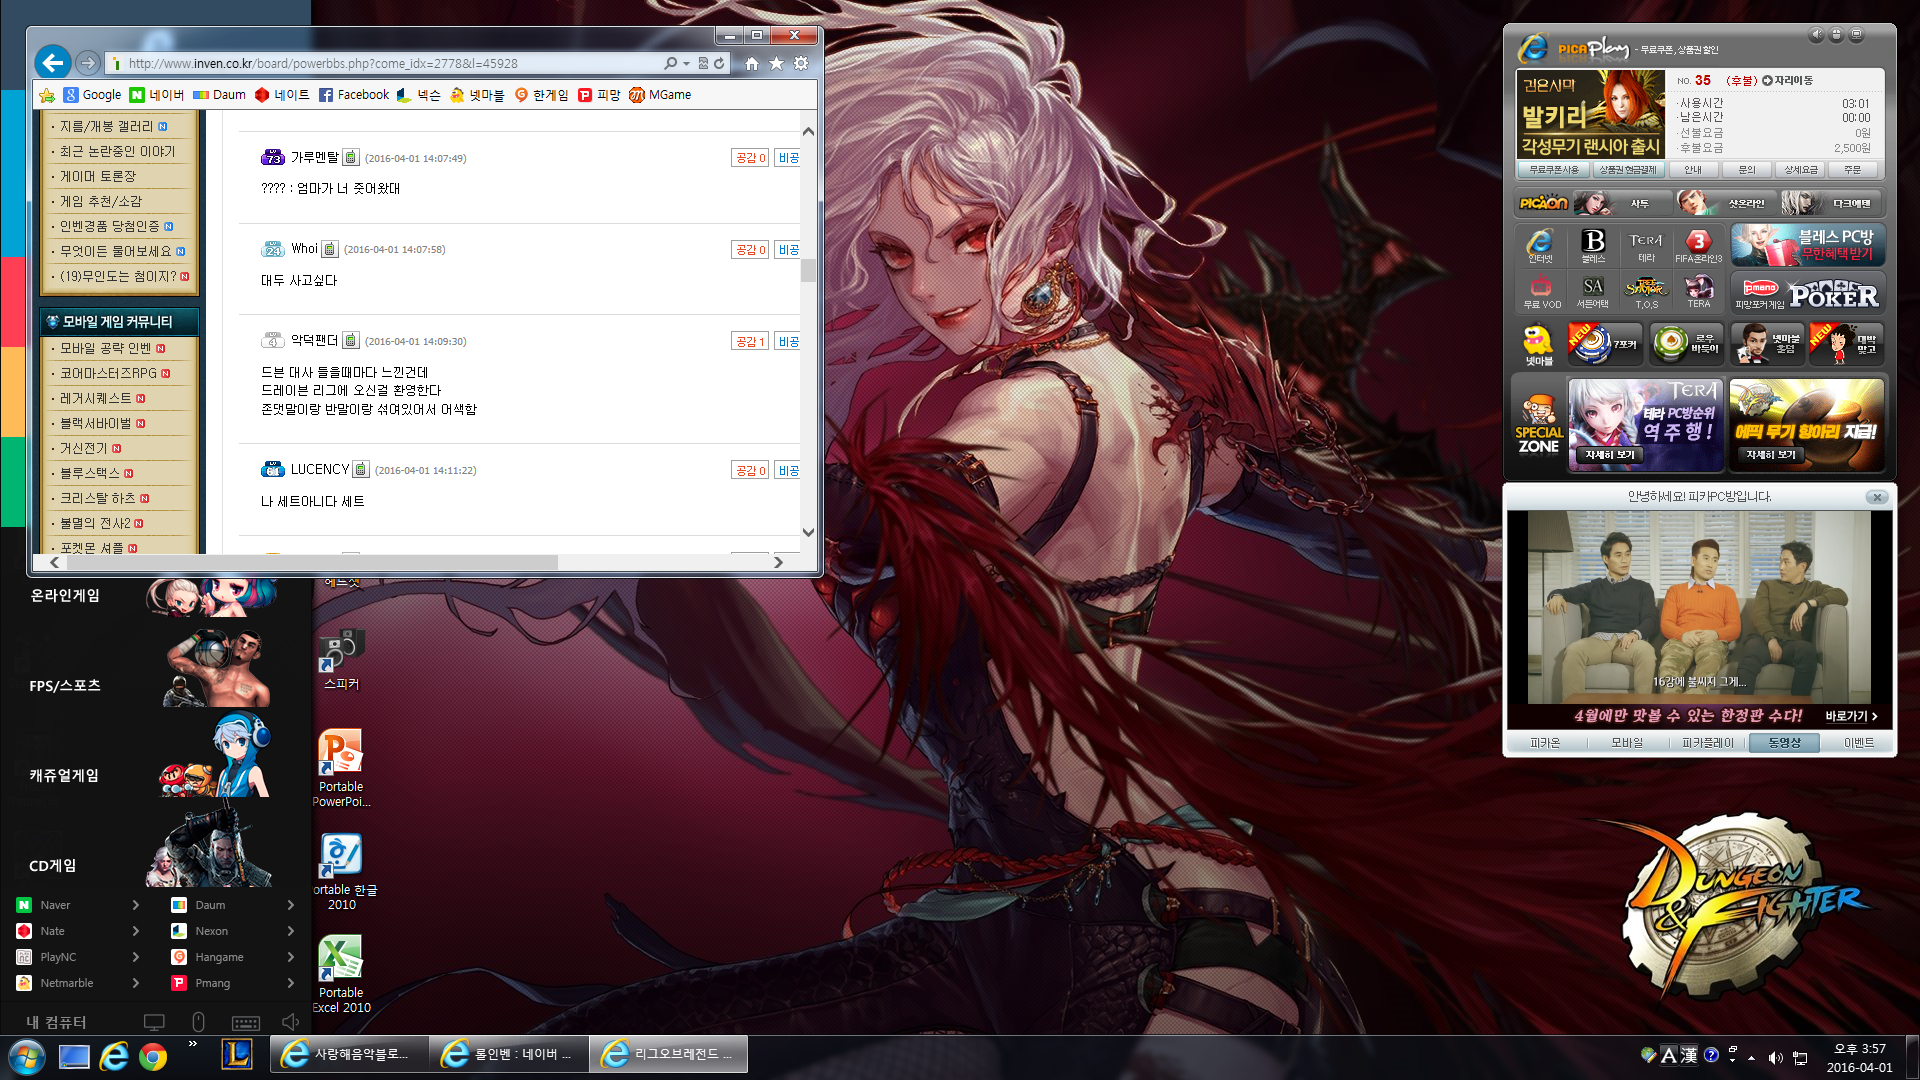 http://www.inven.co.kr/board/powerbbs.php?come_idx=2778&l=45928
Google
네이버
Daum
네이트
Facebook
넥슨
넷마블
한게임
피망
MGame
· 지름/개봉 갤러리
· 최근 논란중인 이야기
· 게이머 토론장
· 게임 추천/소감
· 인벤경품 당첨인증
· 무엇이든 물어보세요
· (19)무인도는 첨이지?
모바일 게임 커뮤니티
· 모바일 공략 인벤
· 코어마스터즈RPG
· 레거시퀘스트
· 블랙서바이벌
· 거신전기
· 블루스택스
· 크리스탈 하츠
· 불멸의 전사2
· 포켓몬 셔플
LV 73 가루멘탈 (2016-04-01 14:07:49)
공감 0 비공
???? : 엄마가 너 줏어왔대
LV 24 Whoi (2016-04-01 14:07:58)
공감 0 비공
대두 사고싶다
LV 4 악덕팬더 (2016-04-01 14:09:30)
공감 1 비공
드븐 대사 들을때마다 느낀건데
드레이븐 리그에 오신걸 환영한다
존댓말이랑 반말이랑 섞여있어서 어색함
LV 61 LUCENCY (2016-04-01 14:11:22)
공감 0 비공
나 세트아니다 세트
온라인게임
FPS/스포츠
캐쥬얼게임
CD게임
Naver
Daum
Nate
Nexon
PlayNC
Hangame
Netmarble
Pmang
내 컴퓨터
헤드셋
스피커
Portable
PowerPoi...
ortable 한글
2010
Portable
Excel 2010
PICAPlay - 무료쿠폰, 상품권 할인
검은사막
발키리
각성무기 랜시아 출시
NO. 35 (후불) 자리이동
·사용시간 03:01
·남은시간 00:00
·선불요금 0원
·후불요금 2,500원
무료쿠폰사용
상품권 현금결제
안내
문의
상세요금
주문
PICAON
사두
샷온라인
다크에덴
인터넷
B
블레스
TERA
테라
3
FIFA온라인3
블레스 PC방
무한혜택받기
무료 VOD
SA
서든어택
TREE SAVIOR
T.O.S
TERA
pmang
피망포커게임
POKER
넷마블
NEW
7포커
로우
바둑이
넷마블
홀덤
NEW
대박
맞고
SPECIAL
ZONE
TERA
테라 PC방순위
역주행!
자세히 보기
에픽 무기 항아리 지급!
자세히 보기
안녕하세요! 피카PC방입니다.
16강에 불씨지 그게...
4월에만 맛볼 수 있는 한정판 수다!
바로가기
피카온
모바일
피카플레이
동영상
이벤트
DUNGEON
&
FIGHTER
L
사랑해음악블로...
롤인벤 : 네이버 ...
리그오브레전드 ...
A 漢
오후 3:57
2016-04-01